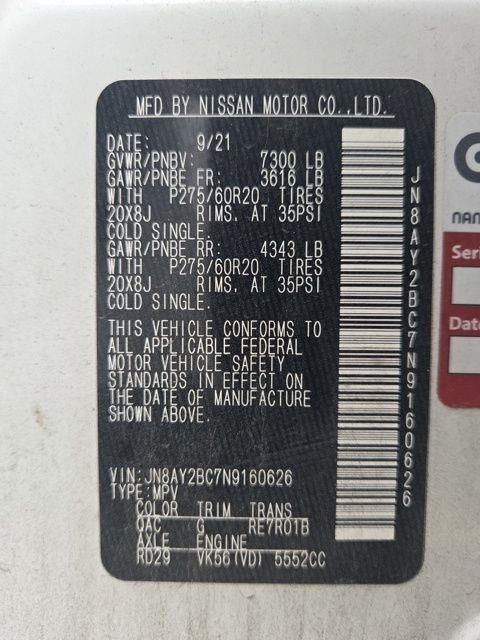 MFD BY NISSAN MOTOR CO.,LTD.
DATE: 9/21
GVWR/PNBV: 7300 LB
GAWR/PNBE FR: 3616 LB
WITH P275/60R20 TIRES
20X8J RIMS. AT 35PSI
COLD SINGLE.
GAWR/PNBE RR: 4343 LB
WITH P275/60R20 TIRES
20X8J RIMS. AT 35PSI
COLD SINGLE.
THIS VEHICLE CONFORMS TO
ALL APPLICABLE FEDERAL
MOTOR VEHICLE SAFETY
STANDARDS IN EFFECT ON
THE DATE OF MANUFACTURE
SHOWN ABOVE.
VIN:JN8AY2BC7N9160626
TYPE:MPV
COLOR TRIM TRANS
QAC G RE7R01B
AXLE ENGINE
RD29 VK56(VD) 5552CC
JN8AY2BC7N9160626
Seri
Date